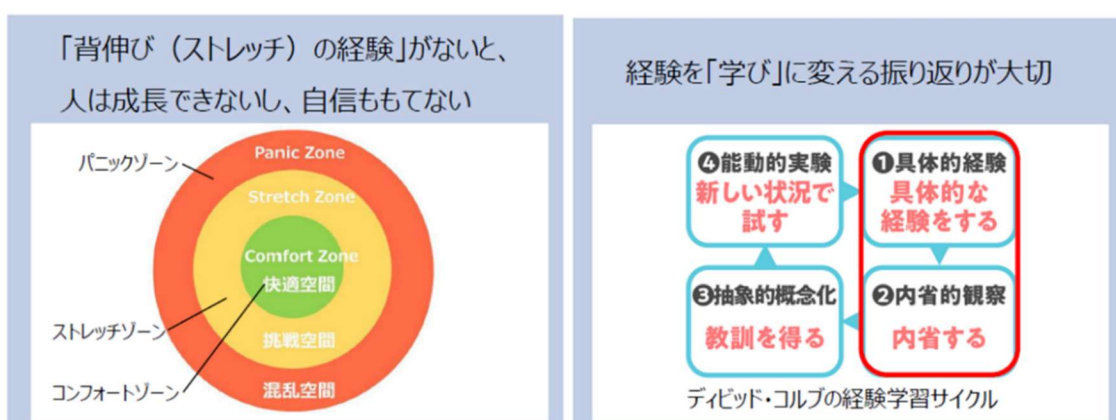 「背伸び（ストレッチ）の経験」がないと、
人は成長できないし、自信ももてない
パニックゾーン
Panic Zone
Stretch Zone
Comfort Zone
快適空間
ストレッチゾーン
挑戦空間
コンフォートゾーン
混乱空間
経験を「学び」に変える振り返りが大切
❹能動的実験
新しい状況で
試す
❶具体的経験
具体的な
経験をする
❸抽象的概念化
教訓を得る
❷内省的観察
内省する
ディビッド・コルブの経験学習サイクル